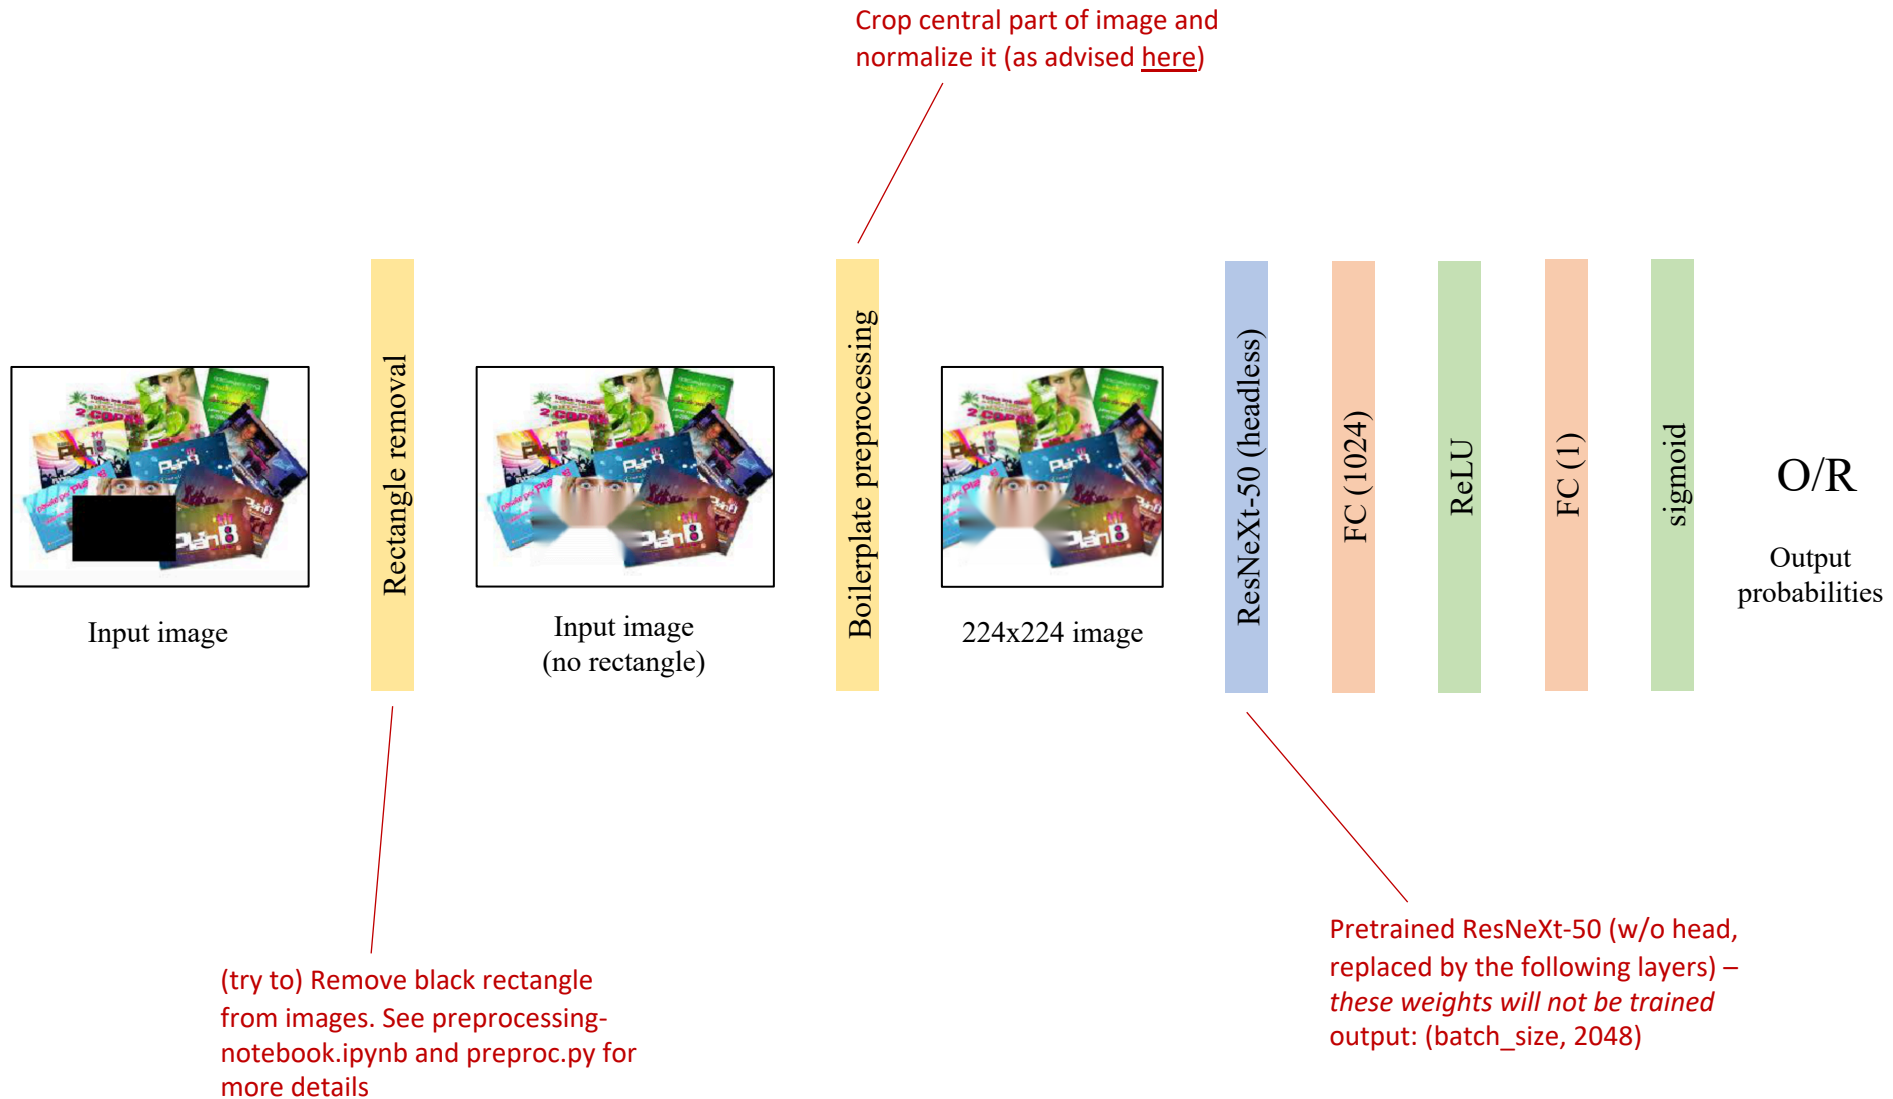 Crop central part of image and
normalize it (as advised here)
Rectangle removal
Boilerplate preprocessing
ResNeXt-50 (headless)
FC (1024)
ReLU
FC (1)
sigmoid
O/R
Output
probabilities
Input image
Input image
(no rectangle)
224x224 image
(try to) Remove black rectangle
from images. See preprocessing-
notebook.ipynb and preproc.py for
more details
Pretrained ResNeXt-50 (w/o head,
replaced by the following layers) –
these weights will not be trained
output: (batch_size, 2048)